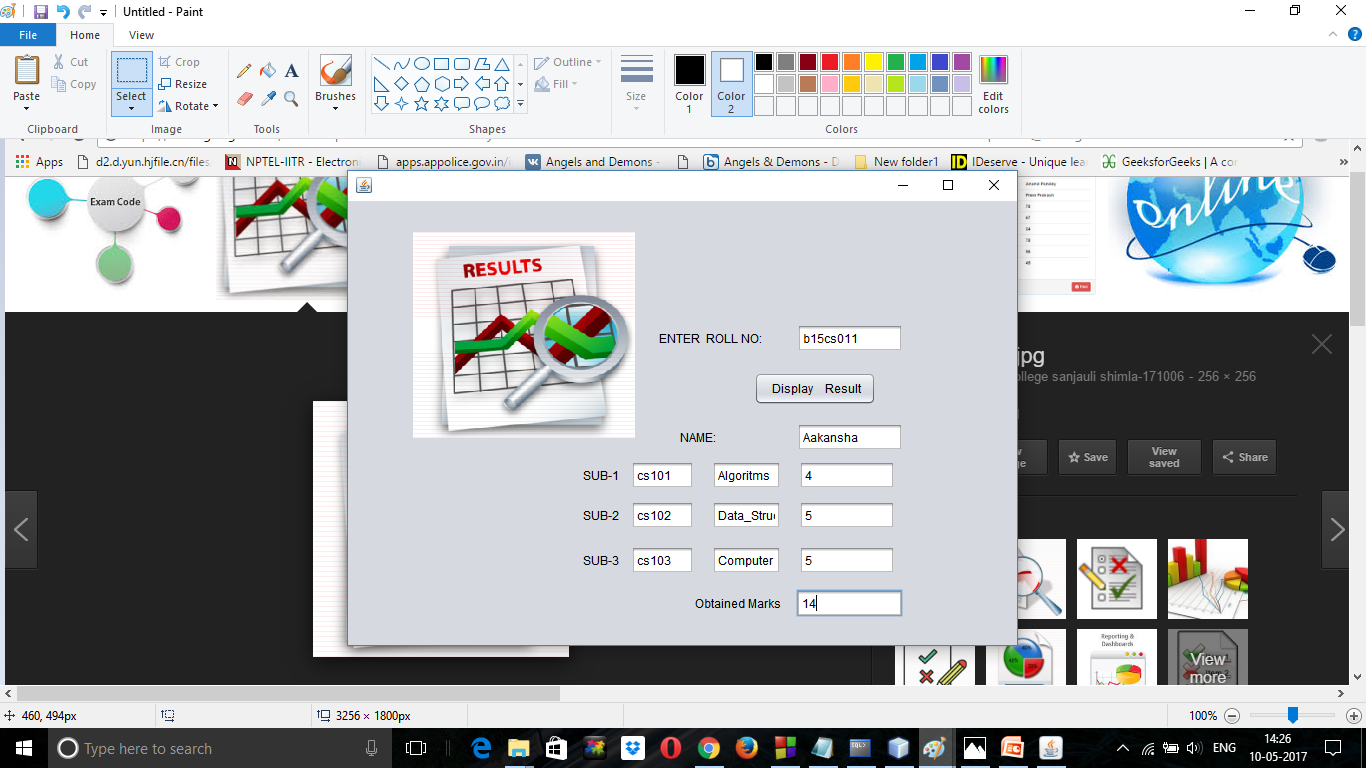 Untitled - Paint
File Home View
Paste
Cut
Copy
Clipboard
Select
Crop
Resize
Rotate
Image
Tools
Brushes
Shapes
Outline
Fill
Size
Color 1
Color 2
Colors
Edit colors
Apps d2.d.yun.hjfile.cn/files NPTEL-IITR - Electron apps.appolice.gov.in/ Angels and Demons - Angels & Demons - D New folder1 IDeserve - Unique lea GeeksforGeeks | A co
Exam Code
Anand Pandey
Prem Prakash
online
RESULTS
ENTER ROLL NO: b15cs011
Display Result
NAME: Aakansha
SUB-1 cs101 Algoritms 4
SUB-2 cs102 Data_Stru 5
SUB-3 cs103 Computer 5
Obtained Marks 14
jpg
ollege sanjauli shimla-171006 - 256 × 256
Save
View saved
Share
Reporting & Dashboards
View more
460, 494px 3256 × 1800px 100%
Type here to search
ENG
14:26
10-05-2017